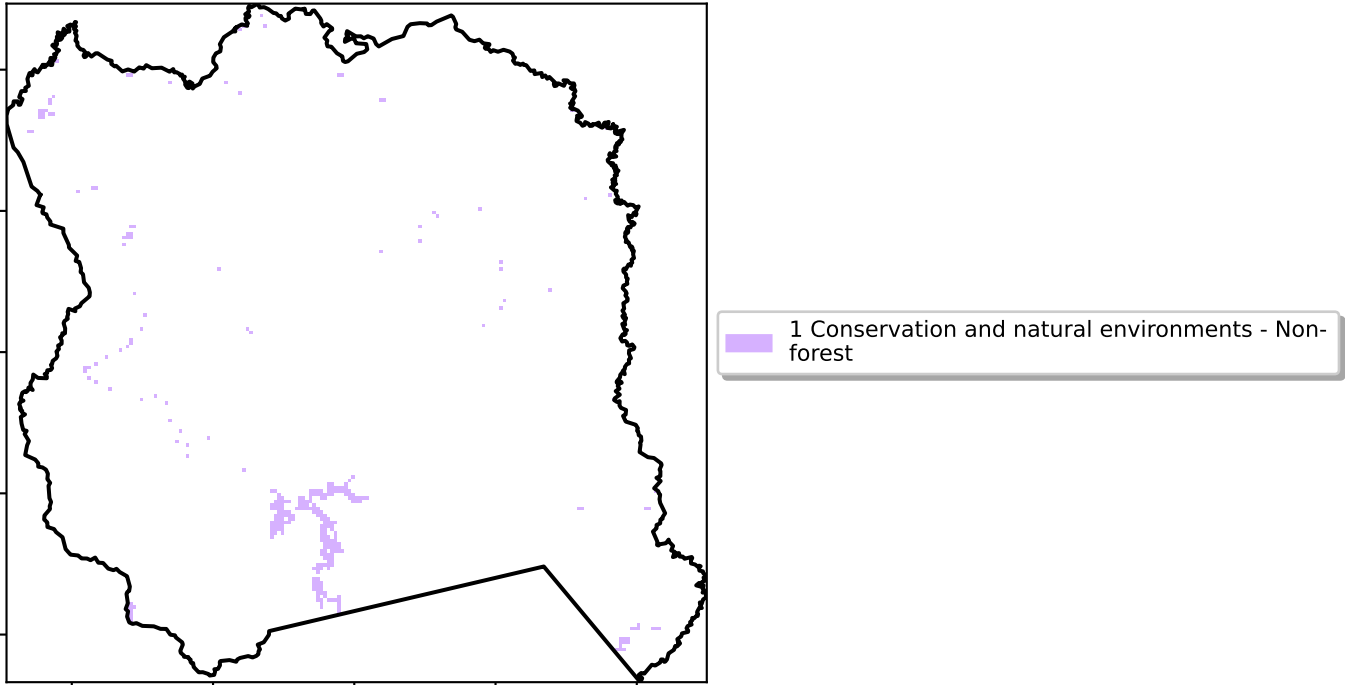 1 Conservation and natural environments - Non-
forest